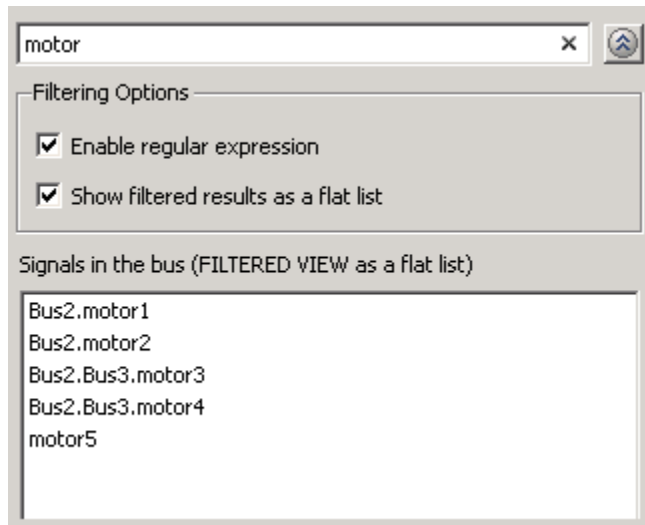 motor
Filtering Options
Enable regular expression
Show filtered results as a flat list
Signals in the bus (FILTERED VIEW as a flat list)
Bus2.motor1
Bus2.motor2
Bus2.Bus3.motor3
Bus2.Bus3.motor4
motor5